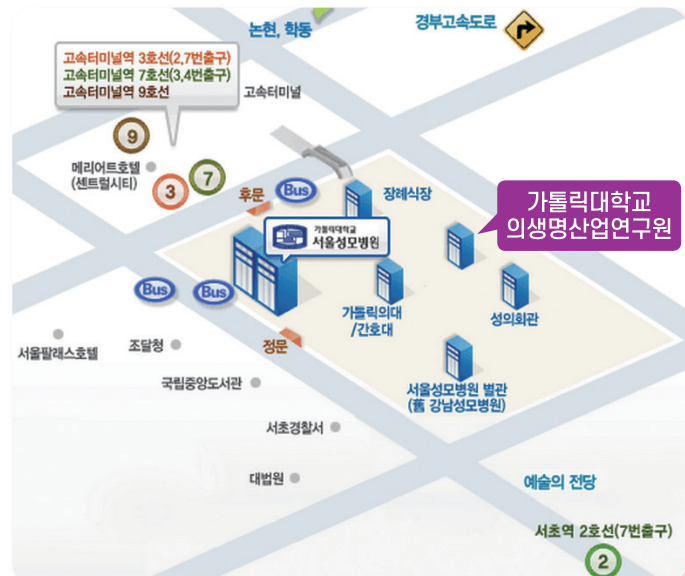 논현, 학동
경부고속도로
고속터미널역 3호선(2,7번출구)
고속터미널역 7호선(3,4번출구)
고속터미널역 9호선
고속터미널
9
메리어트호텔
(센트럴시티)
3
7
후문
Bus
장례식장
가톨릭대학교
의생명산업연구원
가톨릭대학교
서울성모병원
Bus
Bus
가톨릭의대
/간호대
성의회관
정문
서울팔래스호텔
조달청
국립중앙도서관
서울성모병원 별관
(舊 강남성모병원)
서초경찰서
대법원
예술의 전당
서초역 2호선(7번출구)
2